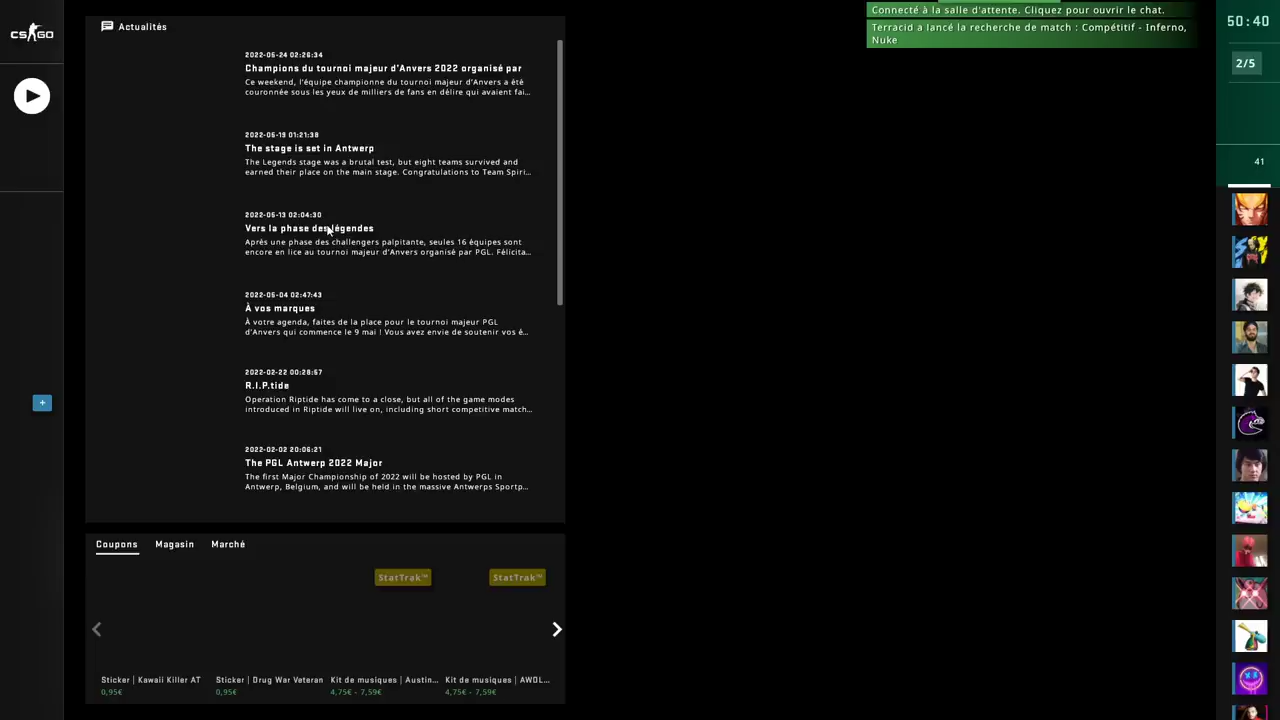 CS:GO
Actualités
2022-05-24 02:26:34
Champions du tournoi majeur d'Anvers 2022 organisé par
Ce weekend, l'équipe championne du tournoi majeur d'Anvers a été
couronnée sous les yeux de milliers de fans en délire qui avaient fai...
2022-05-19 01:21:38
The stage is set in Antwerp
The Legends stage was a brutal test, but eight teams survived and
earned their place on the main stage. Congratulations to Team Spiri...
2022-05-13 02:04:30
Vers la phase des légendes
Après une phase des challengers palpitante, seules 16 équipes sont
encore en lice au tournoi majeur d'Anvers organisé par PGL. Félicita...
2022-05-04 02:47:43
À vos marques
À votre agenda, faites de la place pour le tournoi majeur PGL
d'Anvers qui commence le 9 mai ! Vous avez envie de soutenir vos é...
2022-02-22 00:28:57
R.I.P.tide
Operation Riptide has come to a close, but all of the game modes
introduced in Riptide will live on, including short competitive match...
2022-02-02 20:06:21
The PGL Antwerp 2022 Major
The first Major Championship of 2022 will be hosted by PGL in
Antwerp, Belgium, and will be held in the massive Antwerps Sportp...
Coupons Magasin Marché
StatTrak™ StatTrak™
Sticker | Kawaii Killer AT Sticker | Drug War Veteran Kit de musiques | Austin... Kit de musiques | AWOL...
0,95€ 0,95€ 4,75€ - 7,59€ 4,75€ - 7,59€
Connecté à la salle d'attente. Cliquez pour ouvrir le chat.
Terracid a lancé la recherche de match : Compétitif - Inferno,
Nuke
50:40
2/5
41